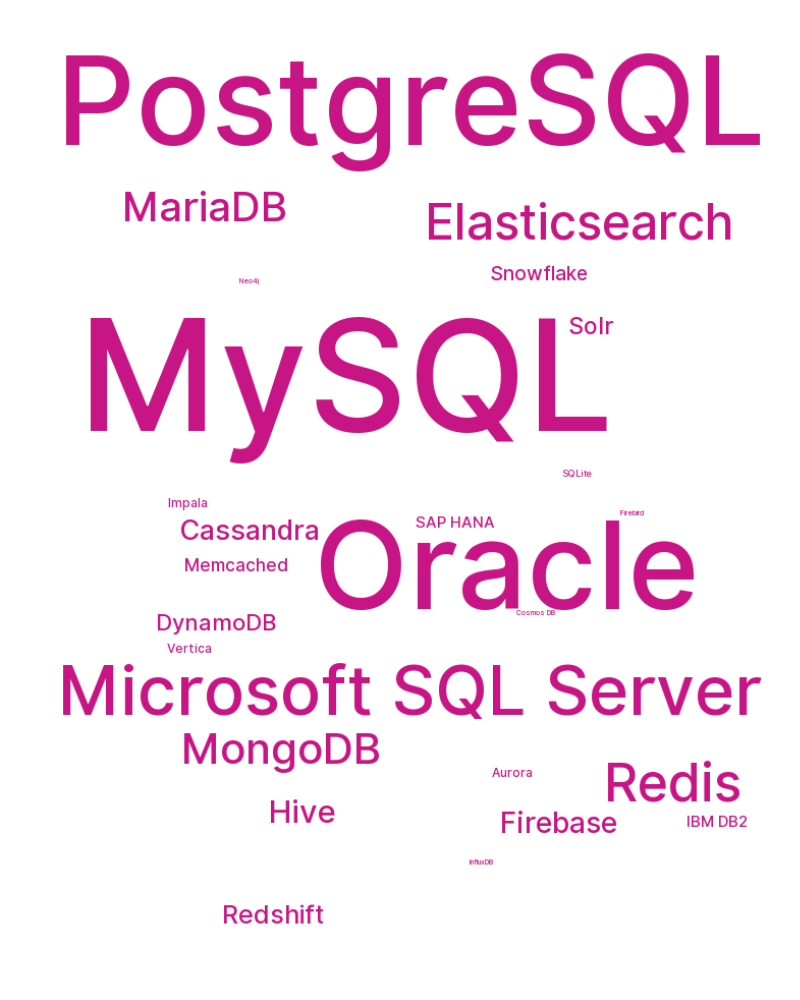 PostgreSQL
MariaDB
Elasticsearch
Snowflake
Neo4j
MySQL
Solr
SQLite
Impala
Firebird
SAP HANA
Cassandra
Oracle
Memcached
Cosmos DB
DynamoDB
Vertica
Microsoft SQL Server
MongoDB
Aurora
Redis
Hive
Firebase
IBM DB2
InfluxDB
Redshift